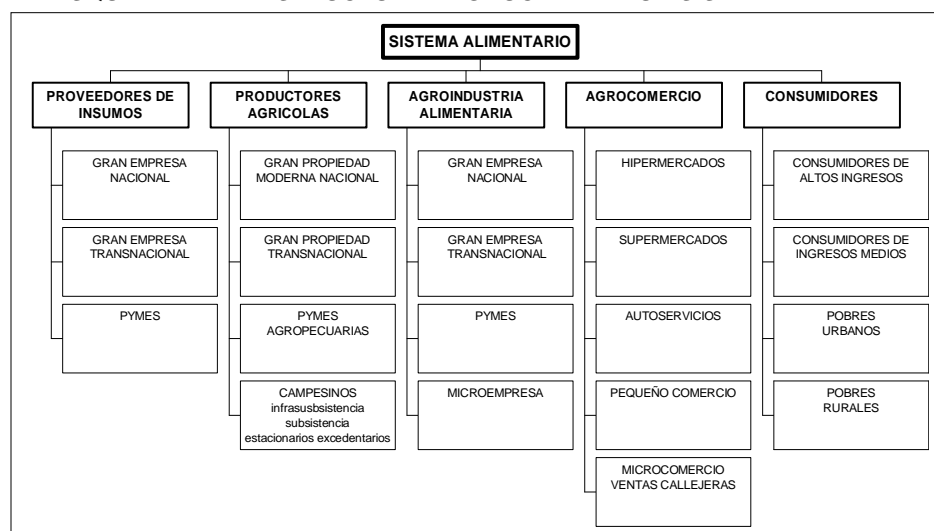 SISTEMA ALIMENTARIO
PROVEEDORES DE
INSUMOS
PRODUCTORES
AGRICOLAS
AGROINDUSTRIA
ALIMENTARIA
AGROCOMERCIO
CONSUMIDORES
GRAN EMPRESA
NACIONAL
GRAN EMPRESA
TRANSNACIONAL
PYMES
GRAN PROPIEDAD
MODERNA NACIONAL
GRAN PROPIEDAD
TRANSNACIONAL
PYMES
AGROPECUARIAS
CAMPESINOS
infrasubsistencia
subsistencia
estacionarios excedentarios
GRAN EMPRESA
NACIONAL
GRAN EMPRESA
TRANSNACIONAL
PYMES
MICROEMPRESA
HIPERMERCADOS
SUPERMERCADOS
AUTOSERVICIOS
PEQUEÑO COMERCIO
MICROCOMERCIO
VENTAS CALLEJERAS
CONSUMIDORES DE
ALTOS INGRESOS
CONSUMIDORES DE
INGRESOS MEDIOS
POBRES
URBANOS
POBRES
RURALES